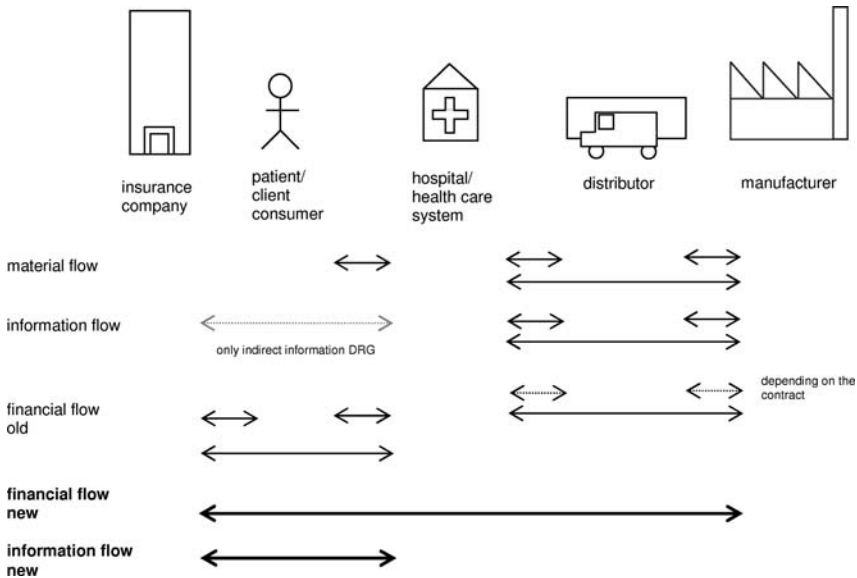 insurance
company
patient/
client
consumer
hospital/
health care
system
distributor
manufacturer
material flow
information flow
only indirect information DRG
depending on the
contract
financial flow
old
financial flow
new
information flow
new